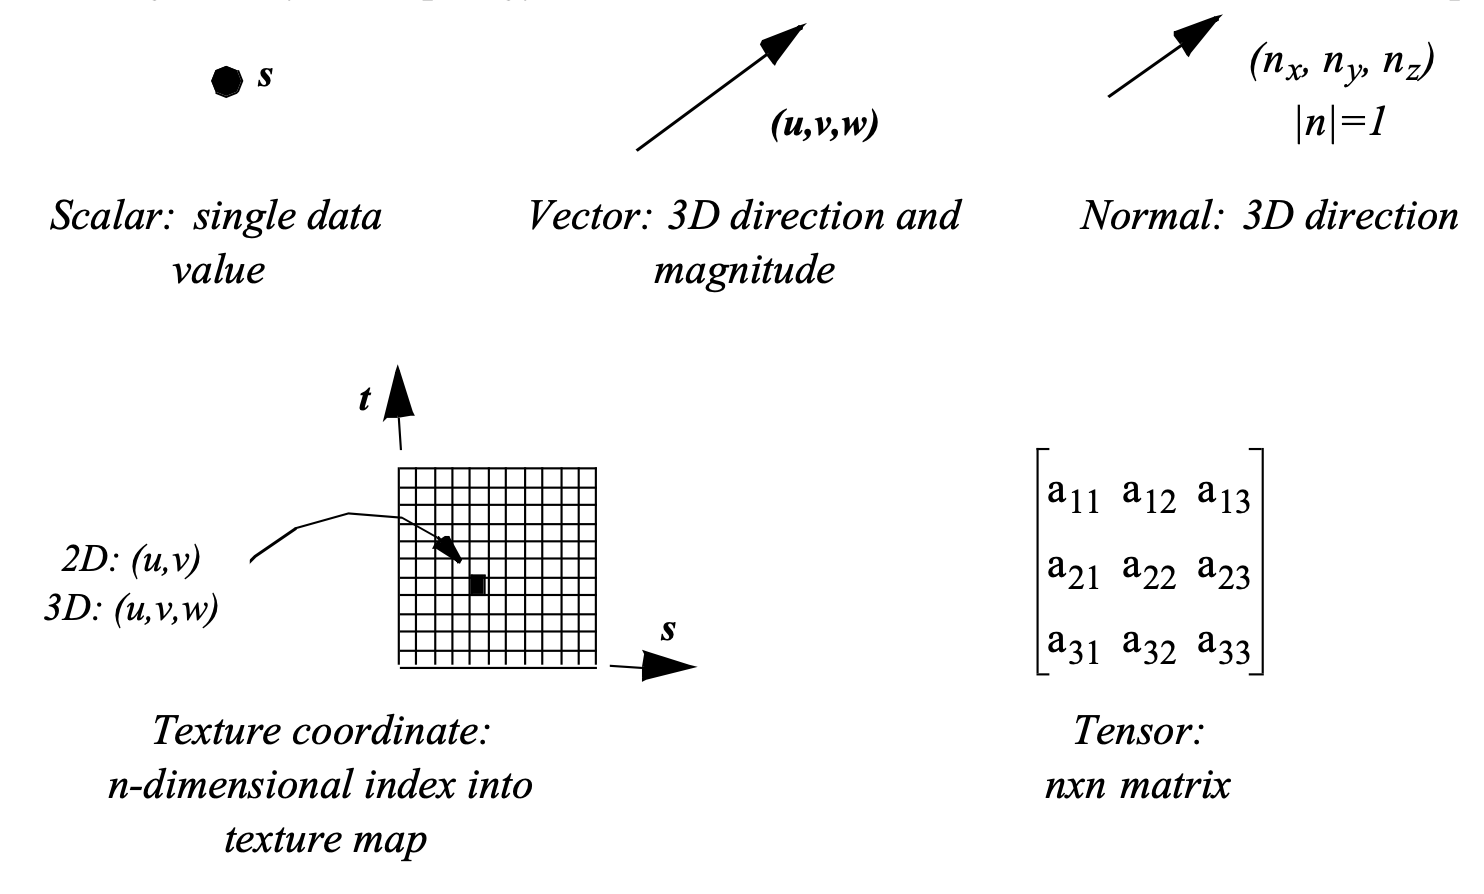 s
(u,v,w)
(nx, ny, nz)
|n|=1
Scalar: single data
value
Vector: 3D direction and
magnitude
Normal: 3D direction
t
2D: (u,v)
3D: (u,v,w)
s
a11 a12 a13
a21 a22 a23
a31 a32 a33
Texture coordinate:
n-dimensional index into
texture map
Tensor:
nxn matrix